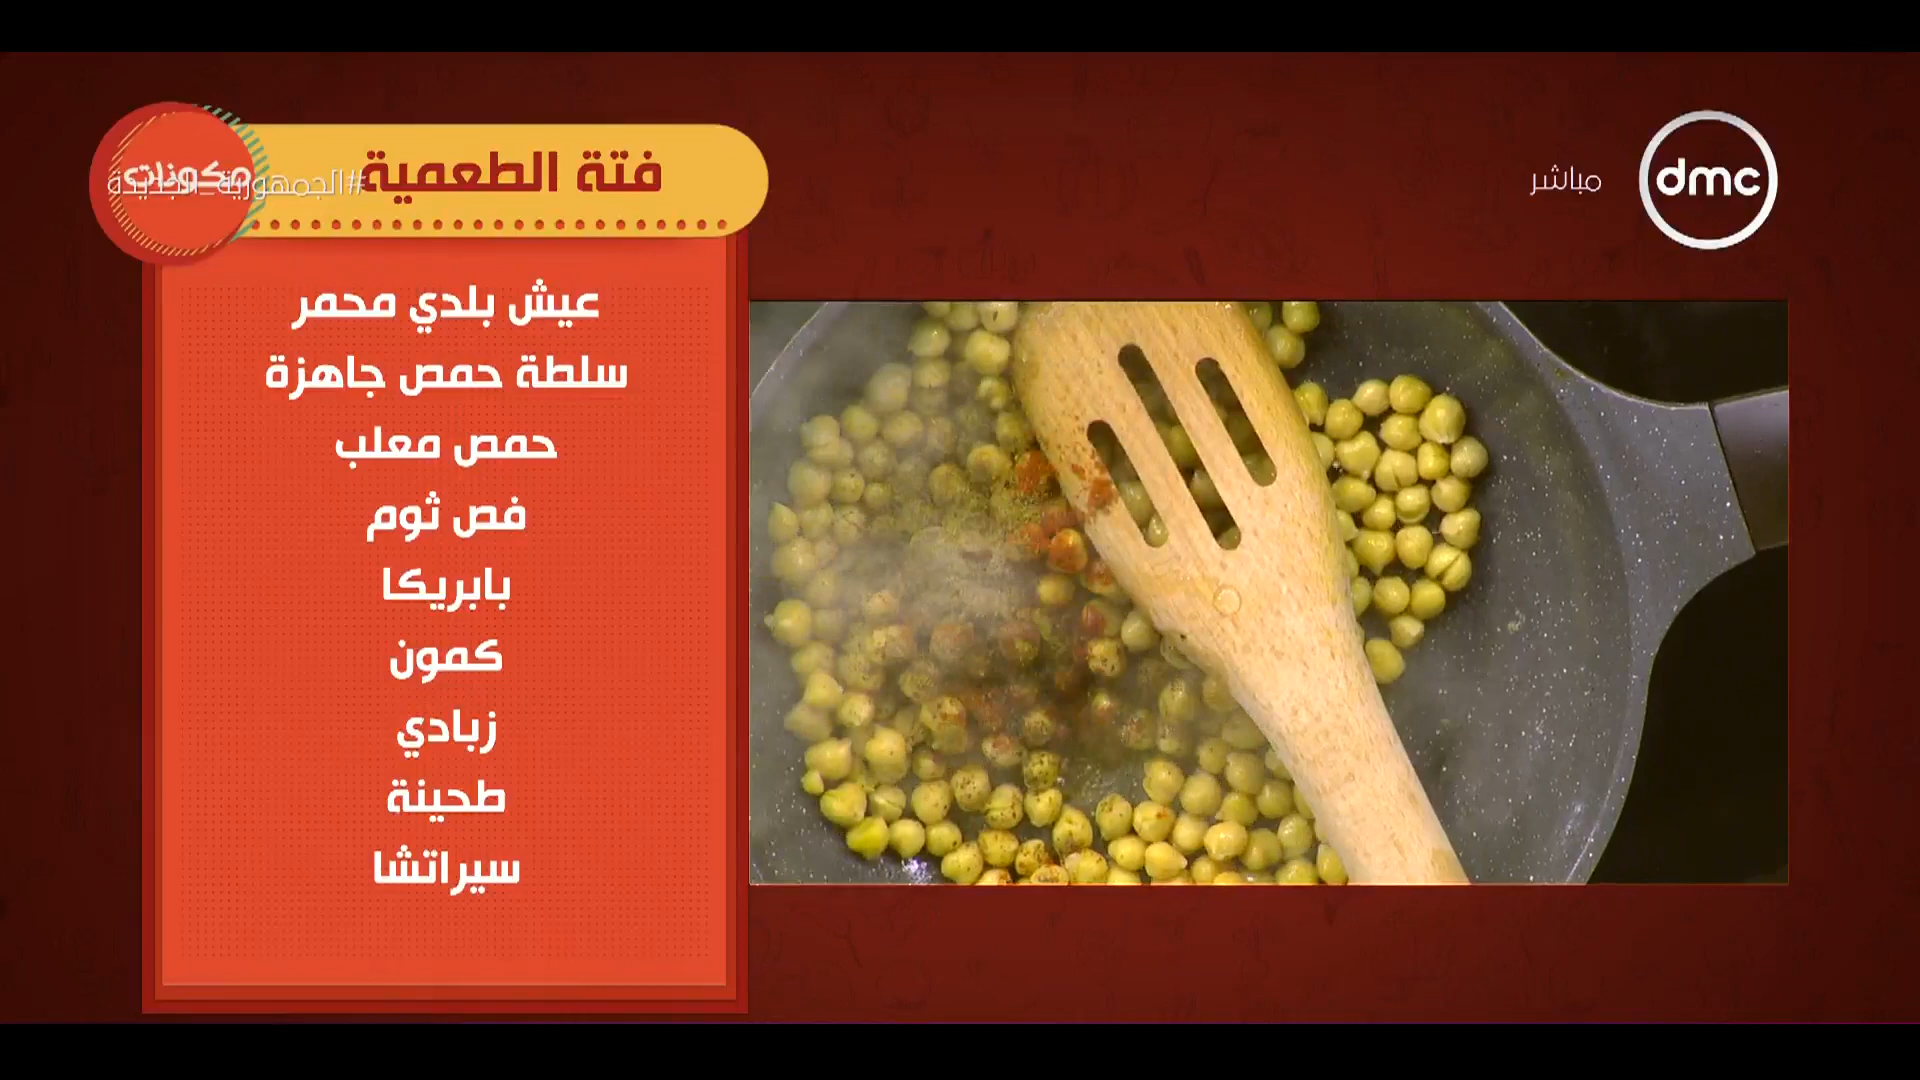 dmc
مباشر
فتة الطعمية
مكونات
#الجمهورية_الجديدة
عيش بلدي محمر
سلطة حمص جاهزة
حمص معلب
فص ثوم
بابريكا
كمون
زبادي
طحينة
سيراتشا